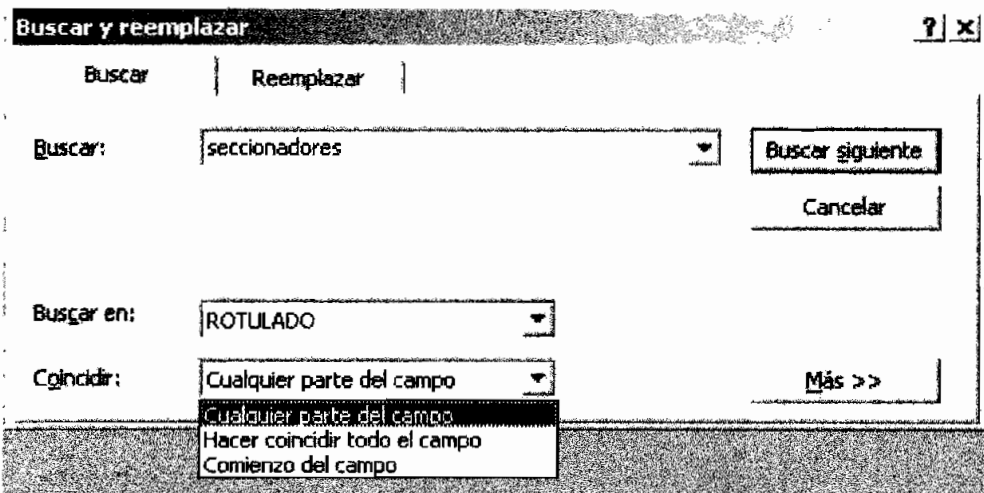 Buscar y reemplazar ? ×
Buscar Reemplazar
Buscar: seccionadores Buscar siguiente
Cancelar
Buscar en: ROTULADO
Coincidir: Cualquier parte del campo Más >>
Cualquier parte del campo
Hacer coincidir todo el campo
Comienzo del campo